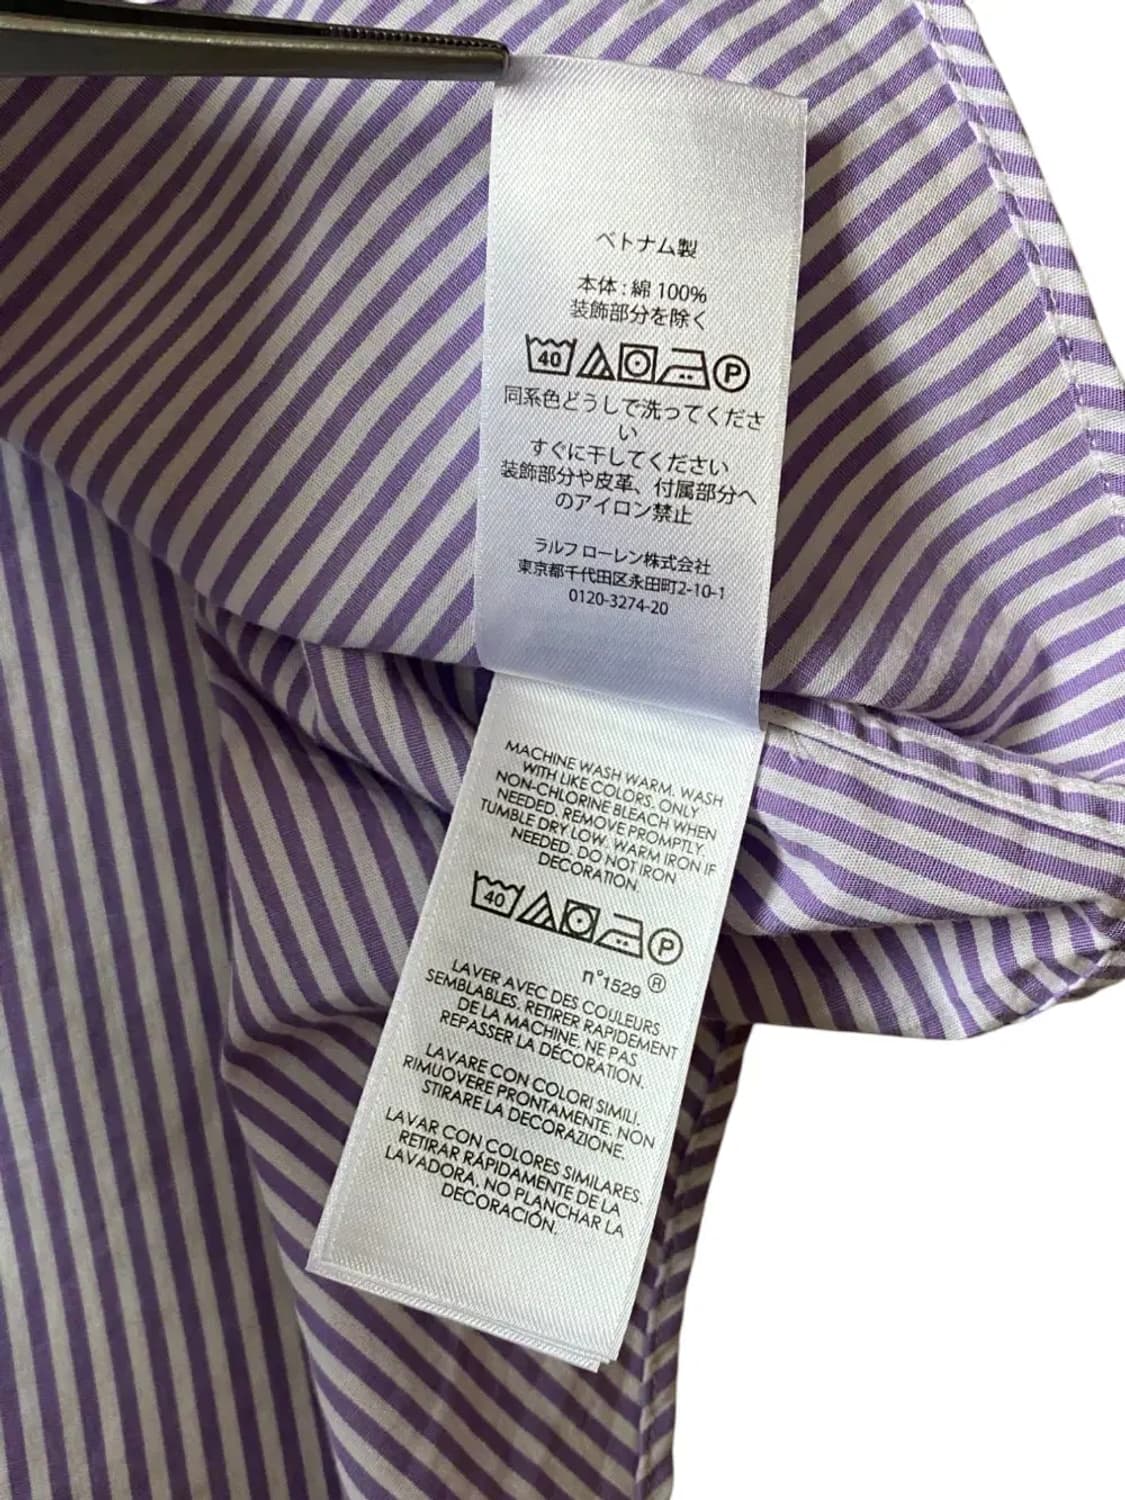 ベトナム製
本体 : 綿 100%
装飾部分を除く
40 P
同系色どうしで洗ってくださ
い
すぐに干してください
装飾部分や皮革、付属部分へ
のアイロン禁止
ラルフ ローレン株式会社
東京都千代田区永田町2-10-1
0120-3274-20
MACHINE WASH WARM. WASH
WITH LIKE COLORS. ONLY
NON-CHLORINE BLEACH WHEN
NEEDED. REMOVE PROMPTLY.
TUMBLE DRY LOW. WARM IRON IF
NEEDED. DO NOT IRON
DECORATION.
40 P
n°1529 ®
LAVER AVEC DES COULEURS
SEMBLABLES. RETIRER RAPIDEMENT
DE LA MACHINE. NE PAS
REPASSER LA DÉCORATION.
LAVARE CON COLORI SIMILI.
RIMUOVERE PRONTAMENTE. NON
STIRARE LA DECORAZIONE.
LAVAR CON COLORES SIMILARES.
RETIRAR RÁPIDAMENTE DE LA
LAVADORA. NO PLANCHAR LA
DECORACIÓN.